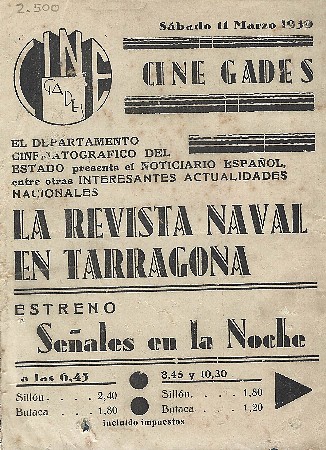 2.500
Sábado 11 Marzo 1939
CINE
GADES
CINE GADES
EL DEPARTAMENTO
CINEMATOGRAFICO DEL
ESTADO presenta el NOTICIARIO ESPAÑOL,
entre otras INTERESANTES ACTUALIDADES
NACIONALES
LA REVISTA NAVAL
EN TARRAGONA
ESTRENO
Señales en la Noche
a las 6,45
Sillón . . . . 2,40
Butaca . . . . 1,80
8,45 y 10,30
Sillón . . . . 1,80
Butaca . . . . 1,20
incluido impuestos